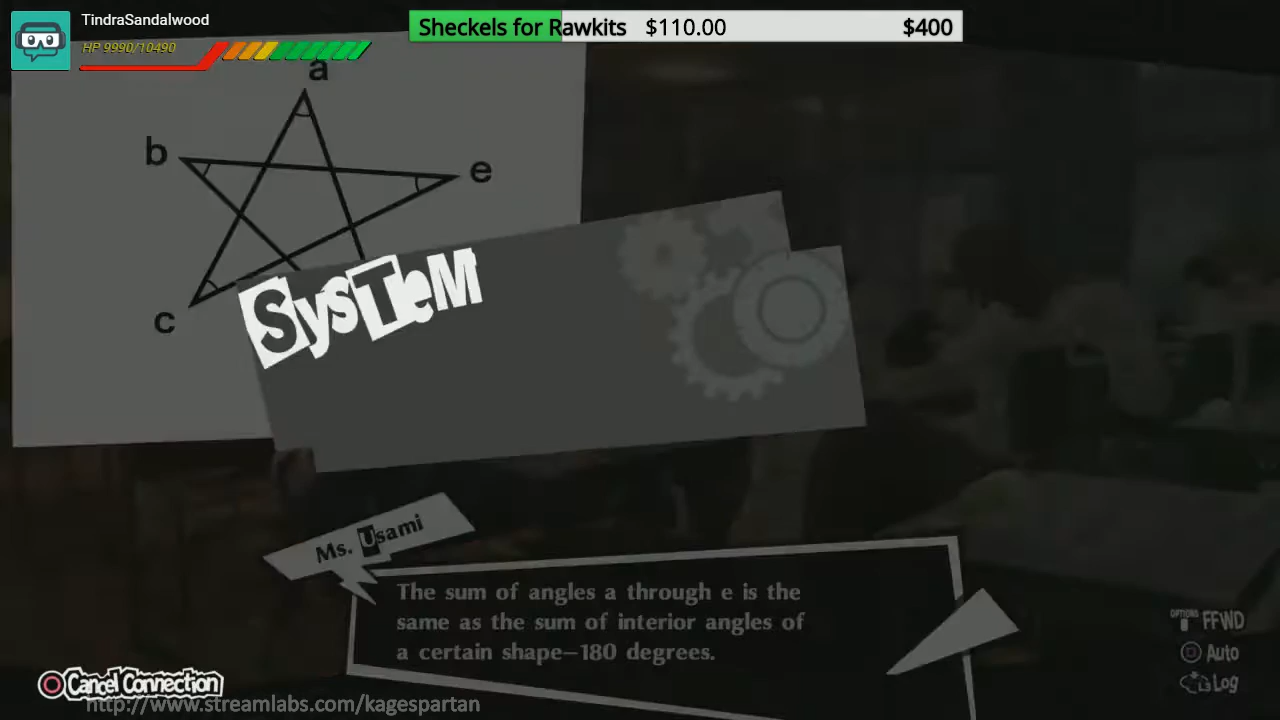 TindraSandalwood
HP 9990/10490
Sheckels for Rawkits $110.00 $400
a
b
e
c
SysTeM
Ms. Usami
The sum of angles a through e is the
same as the sum of interior angles of
a certain shape–180 degrees.
OPTIONS FFWD
Auto
Log
Cancel Connection
http://www.streamlabs.com/kagespartan